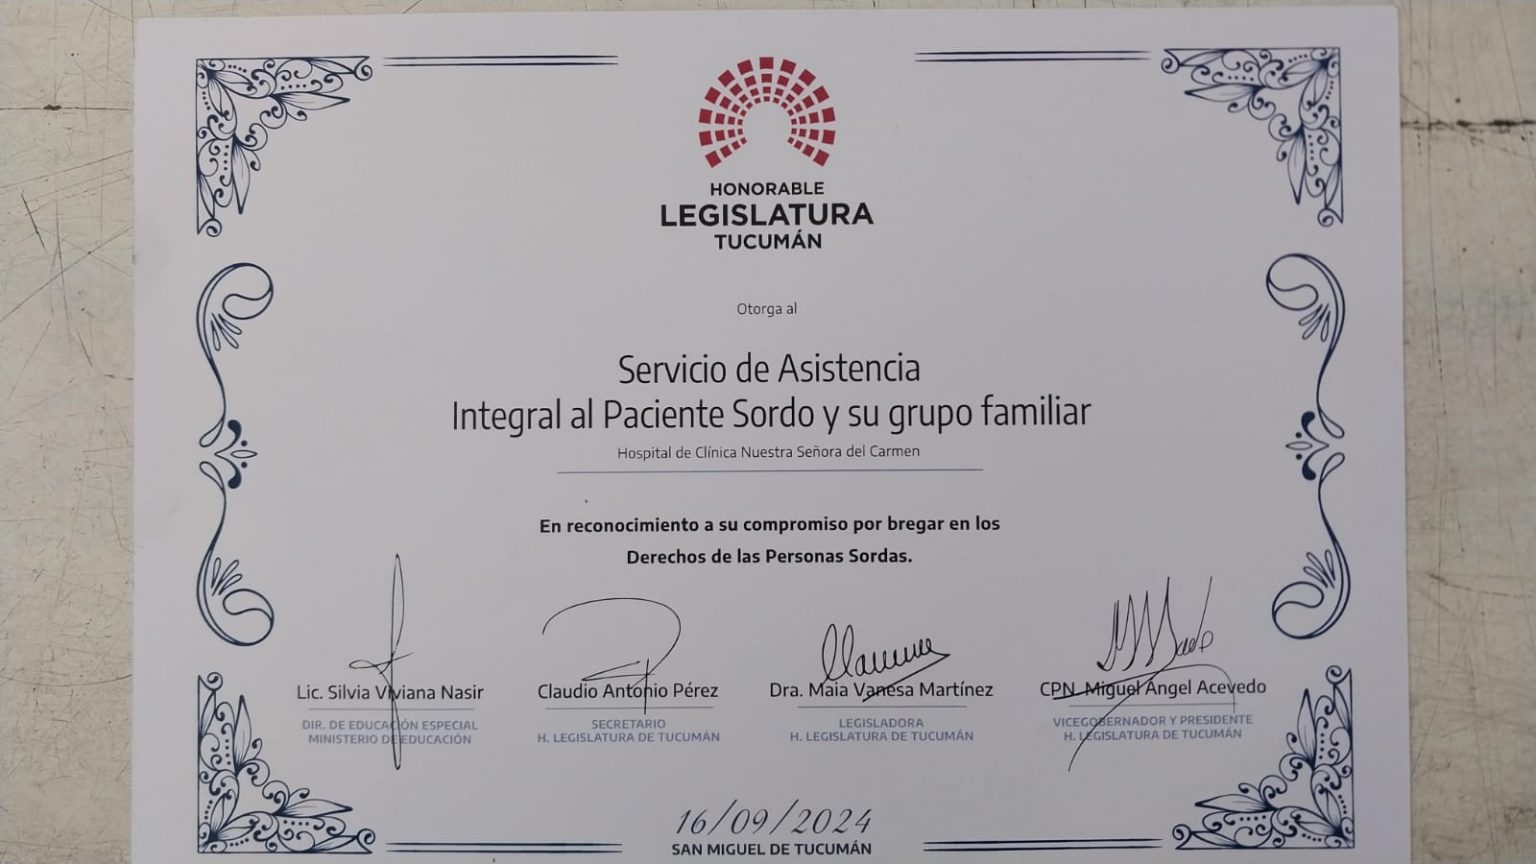 HONORABLE
LEGISLATURA
TUCUMÁN
Otorga al
Servicio de Asistencia
Integral al Paciente Sordo y su grupo familiar
Hospital de Clínica Nuestra Señora del Carmen
En reconocimiento a su compromiso por bregar en los
Derechos de las Personas Sordas.
Lic. Silvia Viviana Nasir
DIR. DE EDUCACIÓN ESPECIAL
MINISTERIO DE EDUCACIÓN
Claudio Antonio Pérez
SECRETARIO
H. LEGISLATURA DE TUCUMÁN
Dra. Maia Vanesa Martínez
LEGISLADORA
H. LEGISLATURA DE TUCUMÁN
CPN. Miguel Ángel Acevedo
VICEGOBERNADOR Y PRESIDENTE
H. LEGISLATURA DE TUCUMÁN
16/09/2024
SAN MIGUEL DE TUCUMÁN